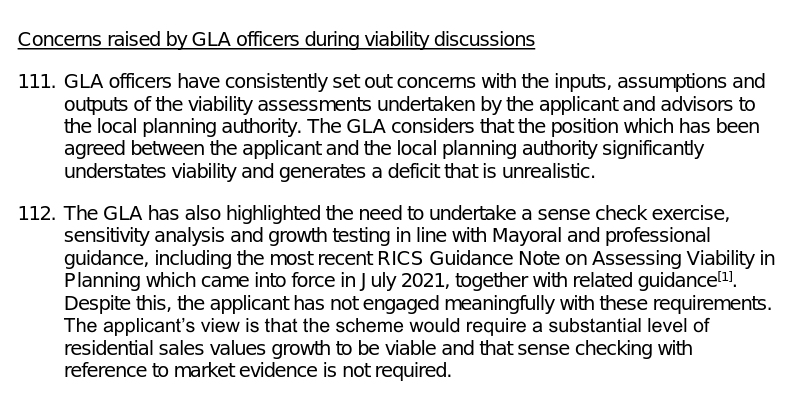 Concerns raised by GLA officers during viability discussions
111. GLA officers have consistently set out concerns with the inputs, assumptions and
outputs of the viability assessments undertaken by the applicant and advisors to
the local planning authority. The GLA considers that the position which has been
agreed between the applicant and the local planning authority significantly
understates viability and generates a deficit that is unrealistic.
112. The GLA has also highlighted the need to undertake a sense check exercise,
sensitivity analysis and growth testing in line with Mayoral and professional
guidance, including the most recent RICS Guidance Note on Assessing Viability in
Planning which came into force in July 2021, together with related guidance[1].
Despite this, the applicant has not engaged meaningfully with these requirements.
The applicant’s view is that the scheme would require a substantial level of
residential sales values growth to be viable and that sense checking with
reference to market evidence is not required.